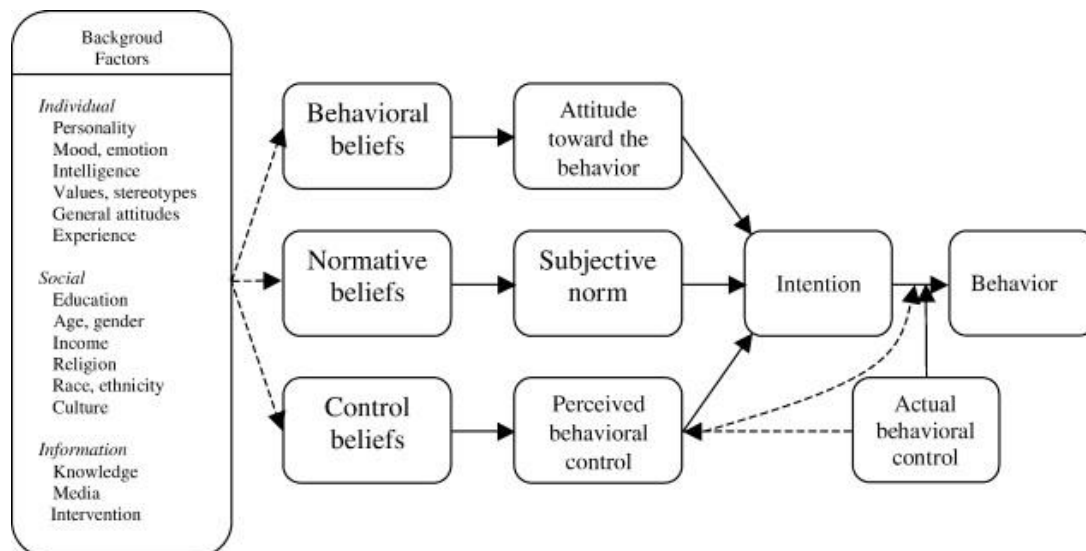 Backgroud
Factors
Individual
Personality
Mood, emotion
Intelligence
Values, stereotypes
General attitudes
Experience
Social
Education
Age, gender
Income
Religion
Race, ethnicity
Culture
Information
Knowledge
Media
Intervention
Behavioral
beliefs
Attitude
toward the
behavior
Normative
beliefs
Subjective
norm
Intention
Behavior
Control
beliefs
Perceived
behavioral
control
Actual
behavioral
control